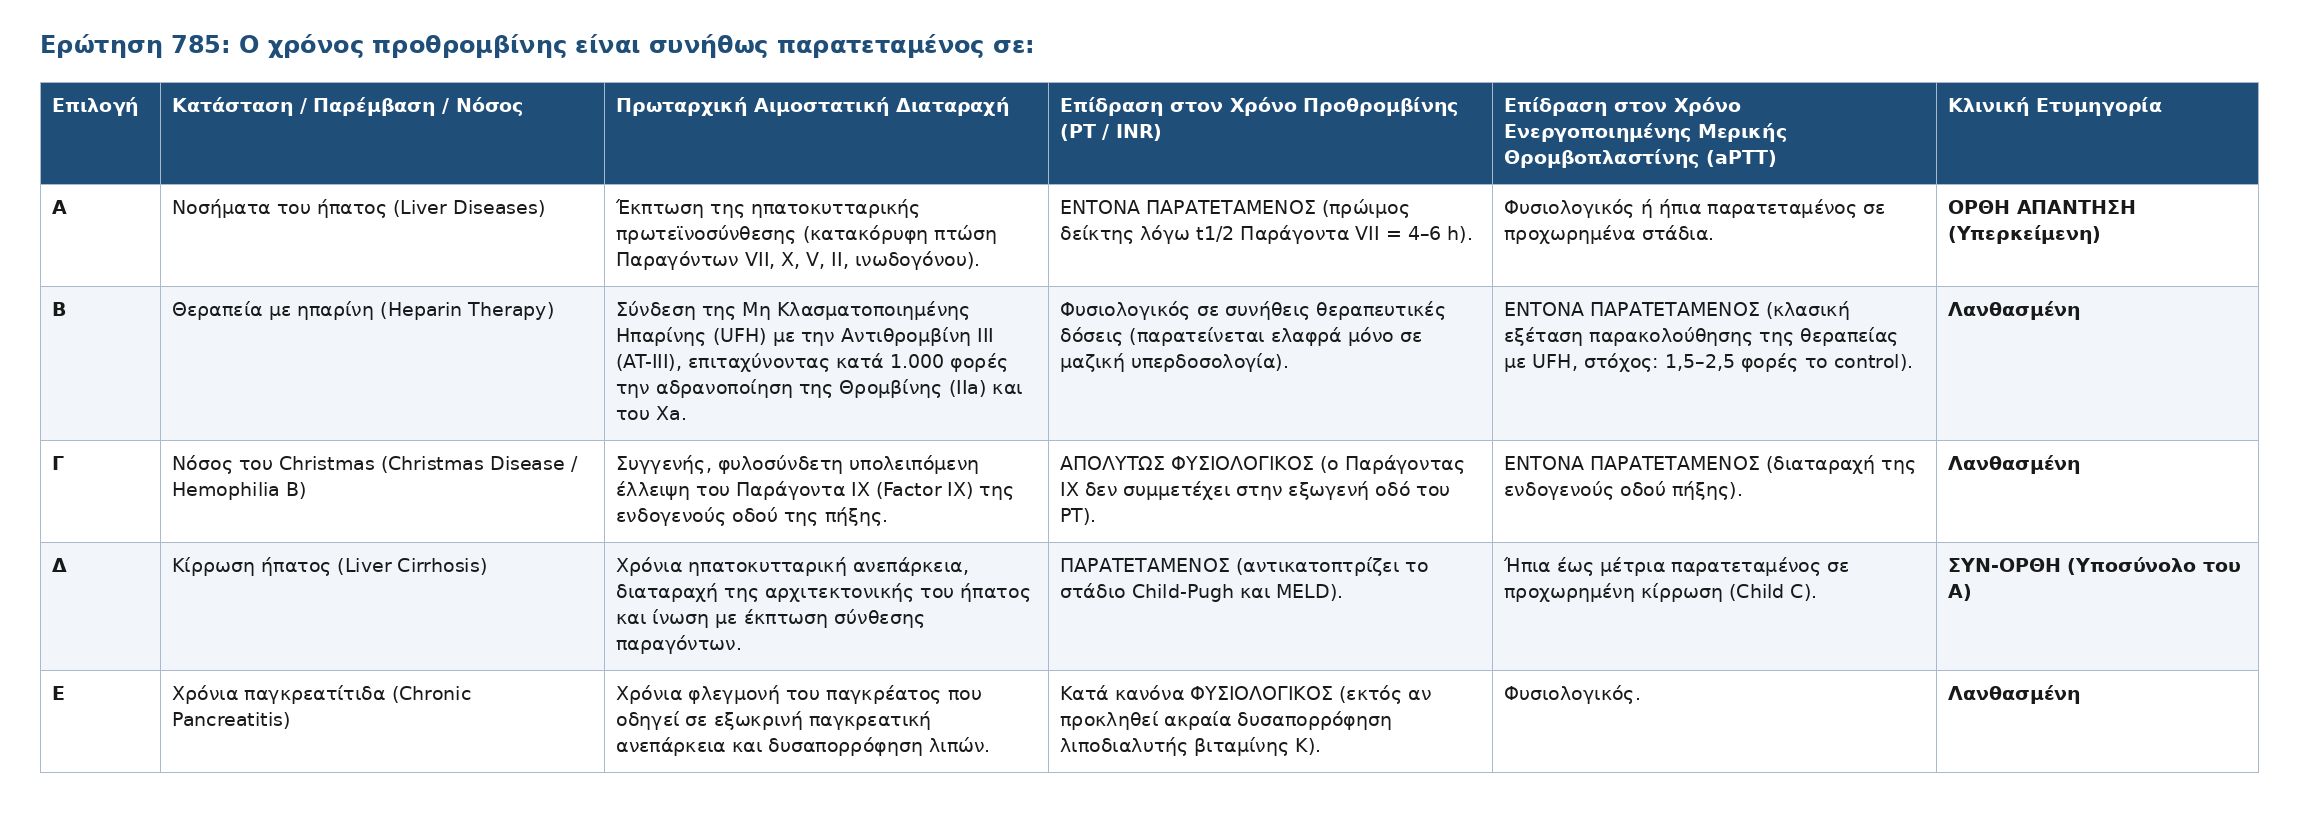 Ερώτηση 785: Ο χρόνος προθρομβίνης είναι συνήθως παρατεταμένος σε:
Επιλογή
Κατάσταση / Παρέμβαση / Νόσος
Πρωταρχική Αιμοστατική Διαταραχή
Επίδραση στον Χρόνο Προθρομβίνης
(PT / INR)
Επίδραση στον Χρόνο
Ενεργοποιημένης Μερικής
Θρομβοπλαστίνης (aPTT)
Κλινική Ετυμηγορία
Α
Νοσήματα του ήπατος (Liver Diseases)
Έκπτωση της ηπατοκυτταρικής
πρωτεϊνοσύνθεσης (κατακόρυφη πτώση
Παραγόντων VII, X, V, II, ινωδογόνου).
ΕΝΤΟΝΑ ΠΑΡΑΤΕΤΑΜΕΝΟΣ (πρώιμος
δείκτης λόγω t1/2 Παράγοντα VII = 4–6 h).
Φυσιολογικός ή ήπια παρατεταμένος σε
προχωρημένα στάδια.
ΟΡΘΗ ΑΠΑΝΤΗΣΗ
(Υπερκείμενη)
Β
Θεραπεία με ηπαρίνη (Heparin Therapy)
Σύνδεση της Μη Κλασματοποιημένης
Ηπαρίνης (UFH) με την Αντιθρομβίνη III
(AT-III), επιταχύνοντας κατά 1.000 φορές
την αδρανοποίηση της Θρομβίνης (IIa) και
του Xa.
Φυσιολογικός σε συνήθεις θεραπευτικές
δόσεις (παρατείνεται ελαφρά μόνο σε
μαζική υπερδοσολογία).
ΕΝΤΟΝΑ ΠΑΡΑΤΕΤΑΜΕΝΟΣ (κλασική
εξέταση παρακολούθησης της θεραπείας
με UFH, στόχος: 1,5–2,5 φορές το control).
Λανθασμένη
Γ
Νόσος του Christmas (Christmas Disease /
Hemophilia B)
Συγγενής, φυλοσύνδετη υπολειπόμενη
έλλειψη του Παράγοντα IX (Factor IX) της
ενδογενούς οδού της πήξης.
ΑΠΟΛΥΤΩΣ ΦΥΣΙΟΛΟΓΙΚΟΣ (ο Παράγοντας
IX δεν συμμετέχει στην εξωγενή οδό του
PT).
ΕΝΤΟΝΑ ΠΑΡΑΤΕΤΑΜΕΝΟΣ (διαταραχή της
ενδογενούς οδού πήξης).
Λανθασμένη
Δ
Κίρρωση ήπατος (Liver Cirrhosis)
Χρόνια ηπατοκυτταρική ανεπάρκεια,
διαταραχή της αρχιτεκτονικής του ήπατος
και ίνωση με έκπτωση σύνθεσης
παραγόντων.
ΠΑΡΑΤΕΤΑΜΕΝΟΣ (αντικατοπτρίζει το
στάδιο Child-Pugh και MELD).
Ήπια έως μέτρια παρατεταμένος σε
προχωρημένη κίρρωση (Child C).
ΣΥΝ-ΟΡΘΗ (Υποσύνολο του
Α)
Ε
Χρόνια παγκρεατίτιδα (Chronic
Pancreatitis)
Χρόνια φλεγμονή του παγκρέατος που
οδηγεί σε εξωκρινή παγκρεατική
ανεπάρκεια και δυσαπορρόφηση λιπών.
Κατά κανόνα ΦΥΣΙΟΛΟΓΙΚΟΣ (εκτός αν
προκληθεί ακραία δυσαπορρόφηση
λιποδιαλυτής βιταμίνης Κ).
Φυσιολογικός.
Λανθασμένη